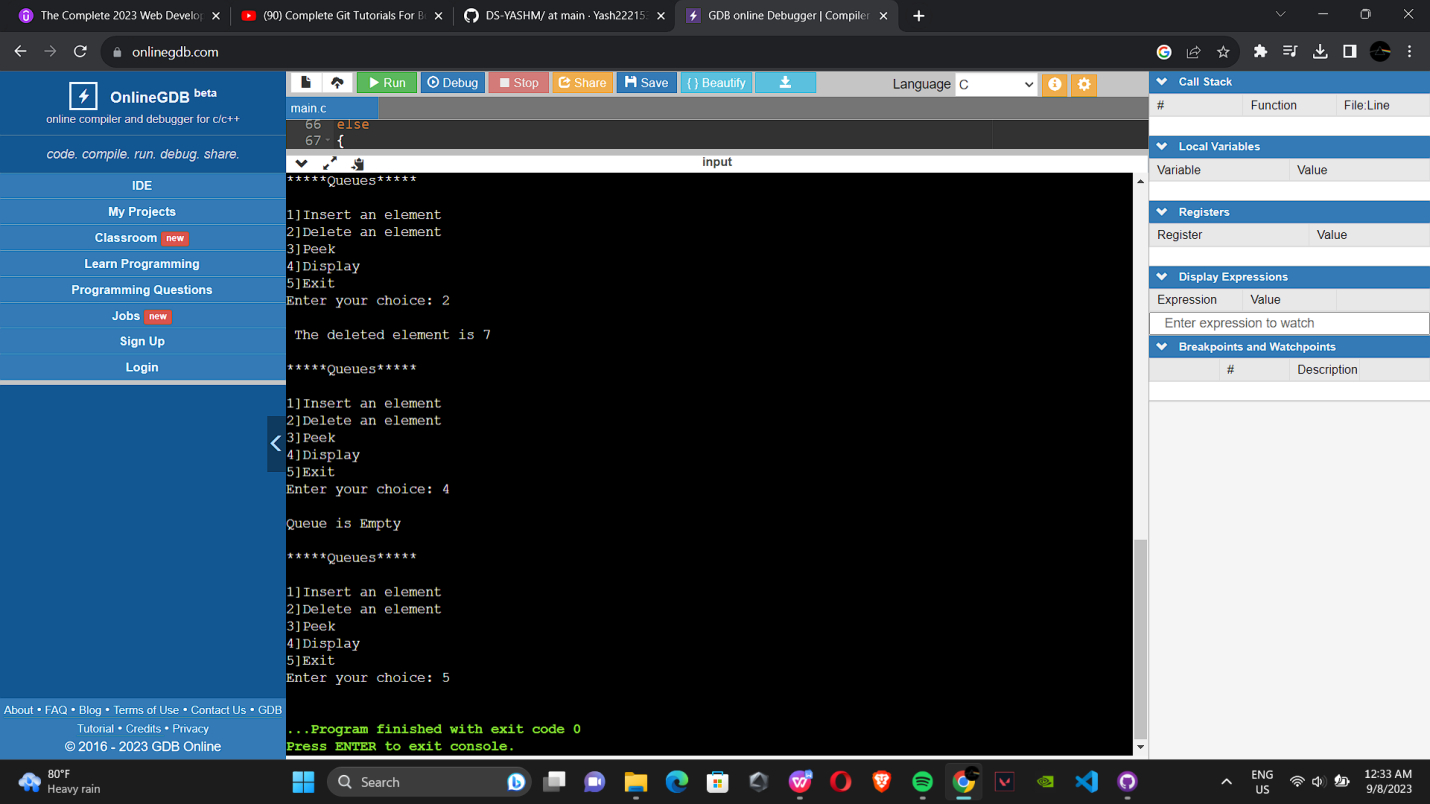 The Complete 2023 Web Develop
(90) Complete Git Tutorials For Be
DS-YASHM/ at main · Yash22215
GDB online Debugger | Compiler
onlinegdb.com
OnlineGDB beta
online compiler and debugger for c/c++
code. compile. run. debug. share.
IDE
My Projects
Classroom new
Learn Programming
Programming Questions
Jobs new
Sign Up
Login
About • FAQ • Blog • Terms of Use • Contact Us • GDB
Tutorial • Credits • Privacy
© 2016 - 2023 GDB Online
Run
Debug
Stop
Share
Save
{ } Beautify
Language C
main.c
66 else
67 {
input
*****Queues*****
1]Insert an element
2]Delete an element
3]Peek
4]Display
5]Exit
Enter your choice: 2
The deleted element is 7
*****Queues*****
1]Insert an element
2]Delete an element
3]Peek
4]Display
5]Exit
Enter your choice: 4
Queue is Empty
*****Queues*****
1]Insert an element
2]Delete an element
3]Peek
4]Display
5]Exit
Enter your choice: 5
...Program finished with exit code 0
Press ENTER to exit console.
Call Stack
# Function File:Line
Local Variables
Variable Value
Registers
Register Value
Display Expressions
Expression Value
Enter expression to watch
Breakpoints and Watchpoints
# Description
80°F
Heavy rain
Search
ENG
US
12:33 AM
9/8/2023